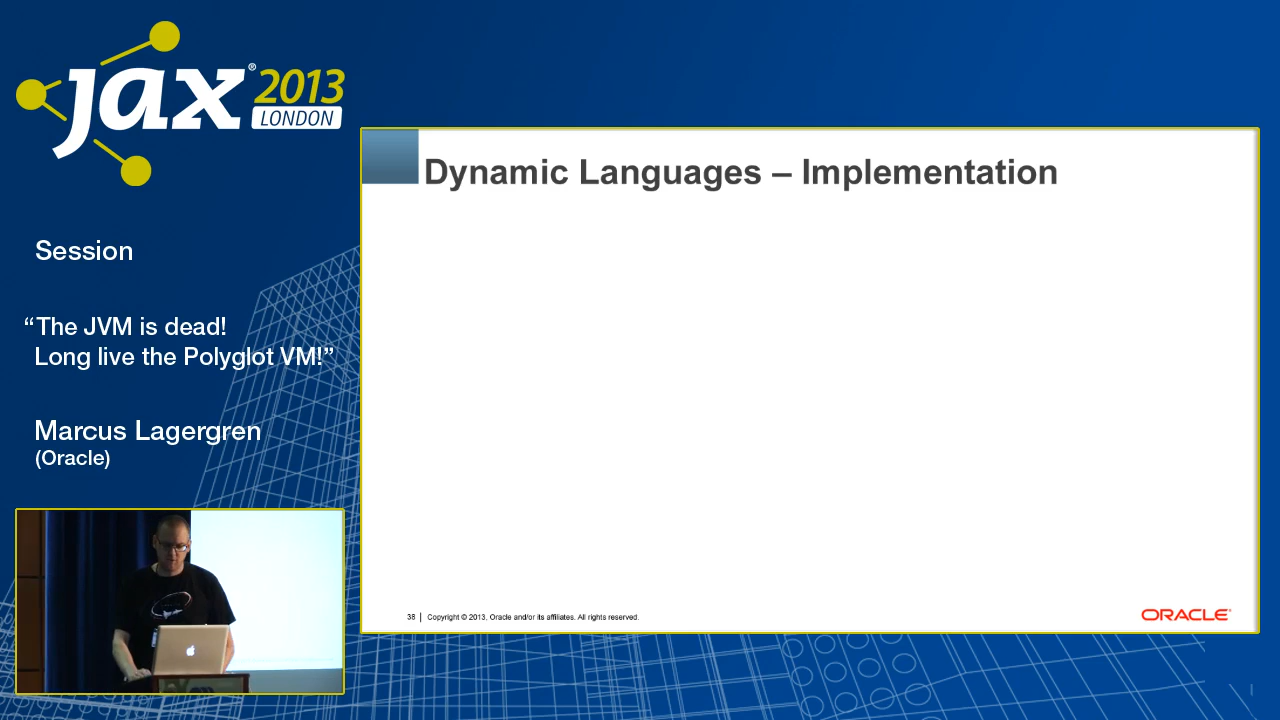 jax® 2013
LONDON
Session
“The JVM is dead!
Long live the Polyglot VM!”
Marcus Lagergren
(Oracle)
Dynamic Languages – Implementation
38 | Copyright © 2013, Oracle and/or its affiliates. All rights reserved.
ORACLE®